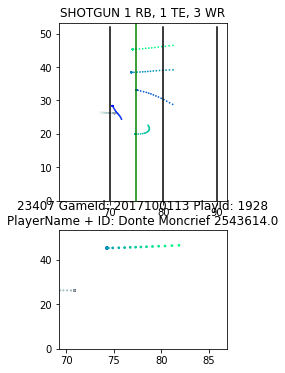 SHOTGUN 1 RB, 1 TE, 3 WR
50
40
30
20
10
0
70 80 90
23407 GameId: 2017100113 PlayId: 1928
PlayerName + ID: Donte Moncrief 2543614.0
40
20
0
70 75 80 85